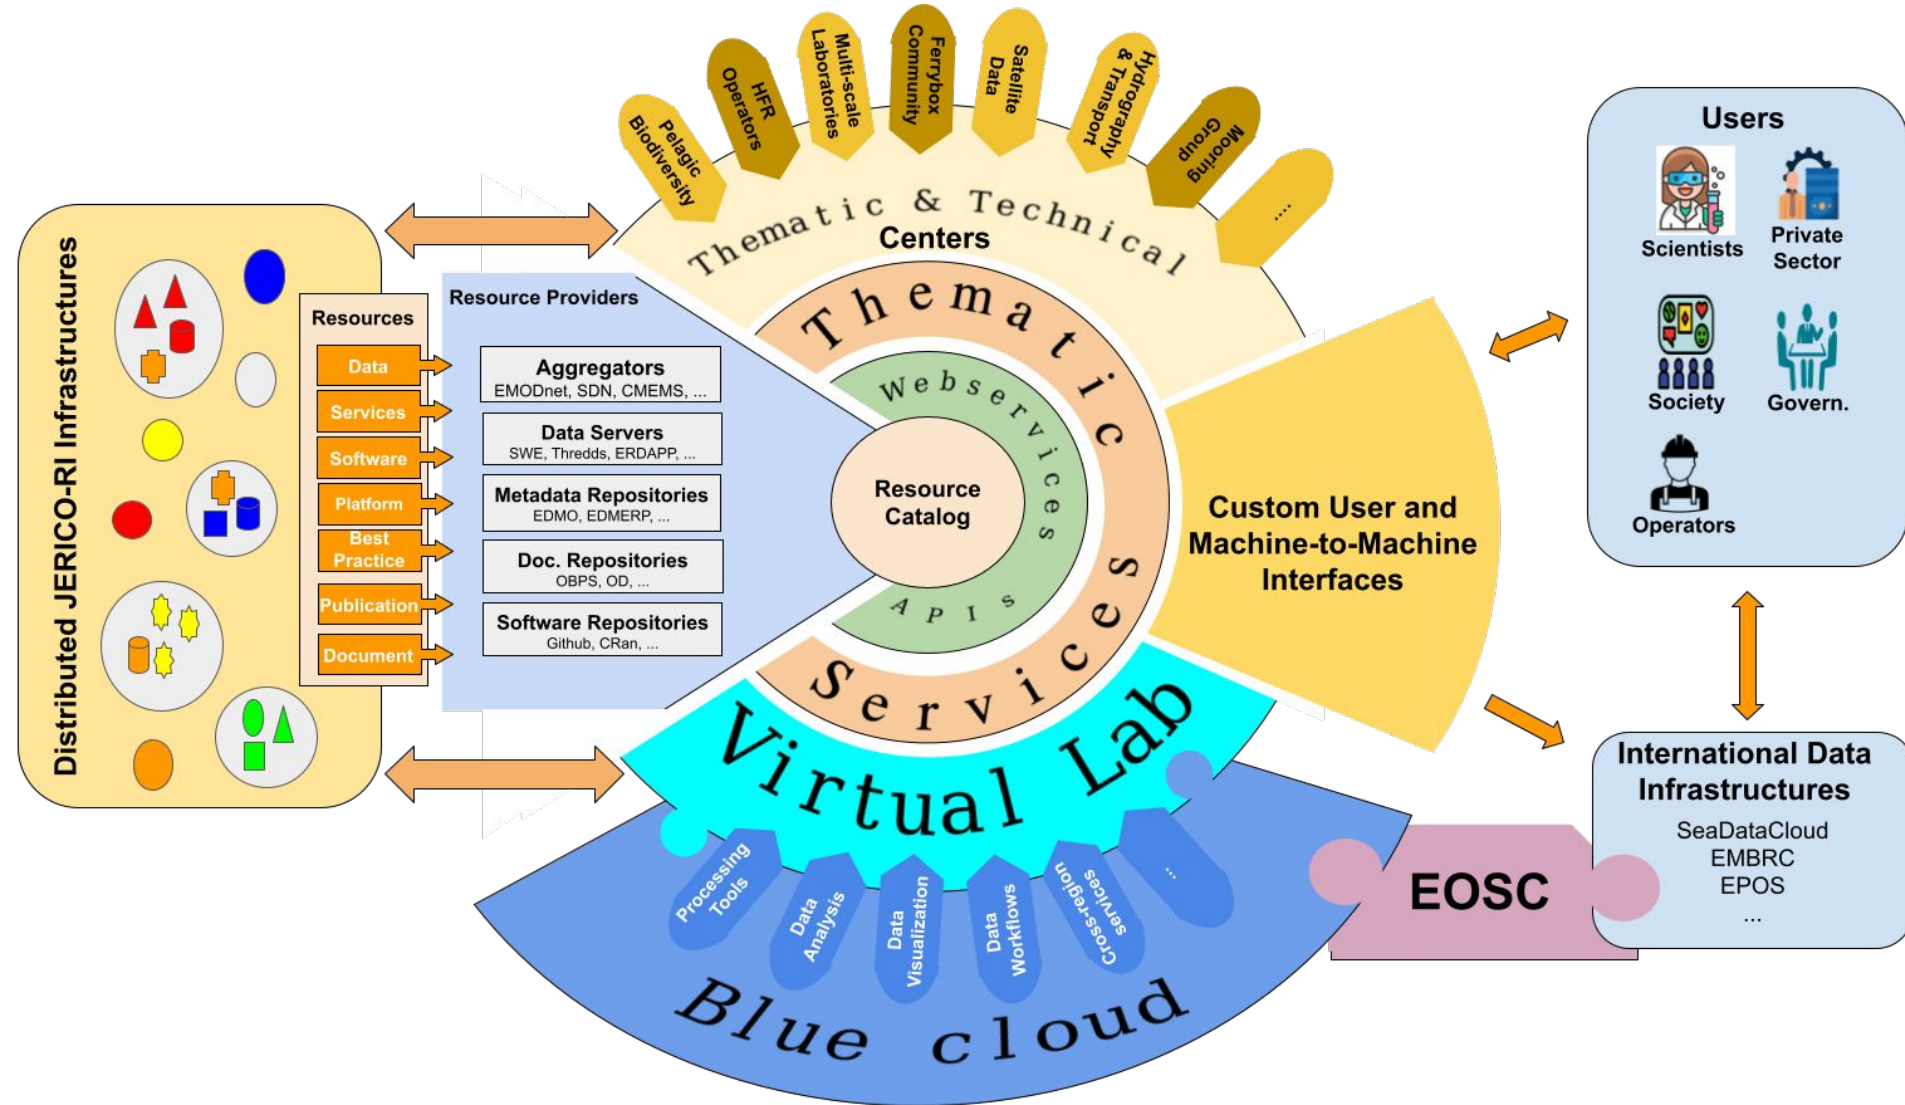 Distributed JERICO-RI Infrastructures
Resources
Data
Services
Software
Platform
Best
Practice
Publication
Document
Resource Providers
Aggregators
EMODnet, SDN, CMEMS, ...
Data Servers
SWE, Thredds, ERDAPP, ...
Metadata Repositories
EDMO, EDMERP, ...
Doc. Repositories
OBPS, OD, ...
Software Repositories
Github, CRan, ...
Pelagic
Biodiversity
HFR
Operators
Multi-scale
Laboratories
Ferrybox
Community
Satellite
Data
Hydrography
& Transport
Mooring
Group
....
Thematic & Technical
Centers
Thematic
Services
Webservices
APIs
Resource
Catalog
Virtual Lab
Processing
Tools
Data
Analysis
Data
Visualization
Data
Workflows
Cross-region
services
...
Blue cloud
Custom User and
Machine-to-Machine
Interfaces
EOSC
Users
Scientists
Private
Sector
Society
Govern.
Operators
International Data
Infrastructures
SeaDataCloud
EMBRC
EPOS
...